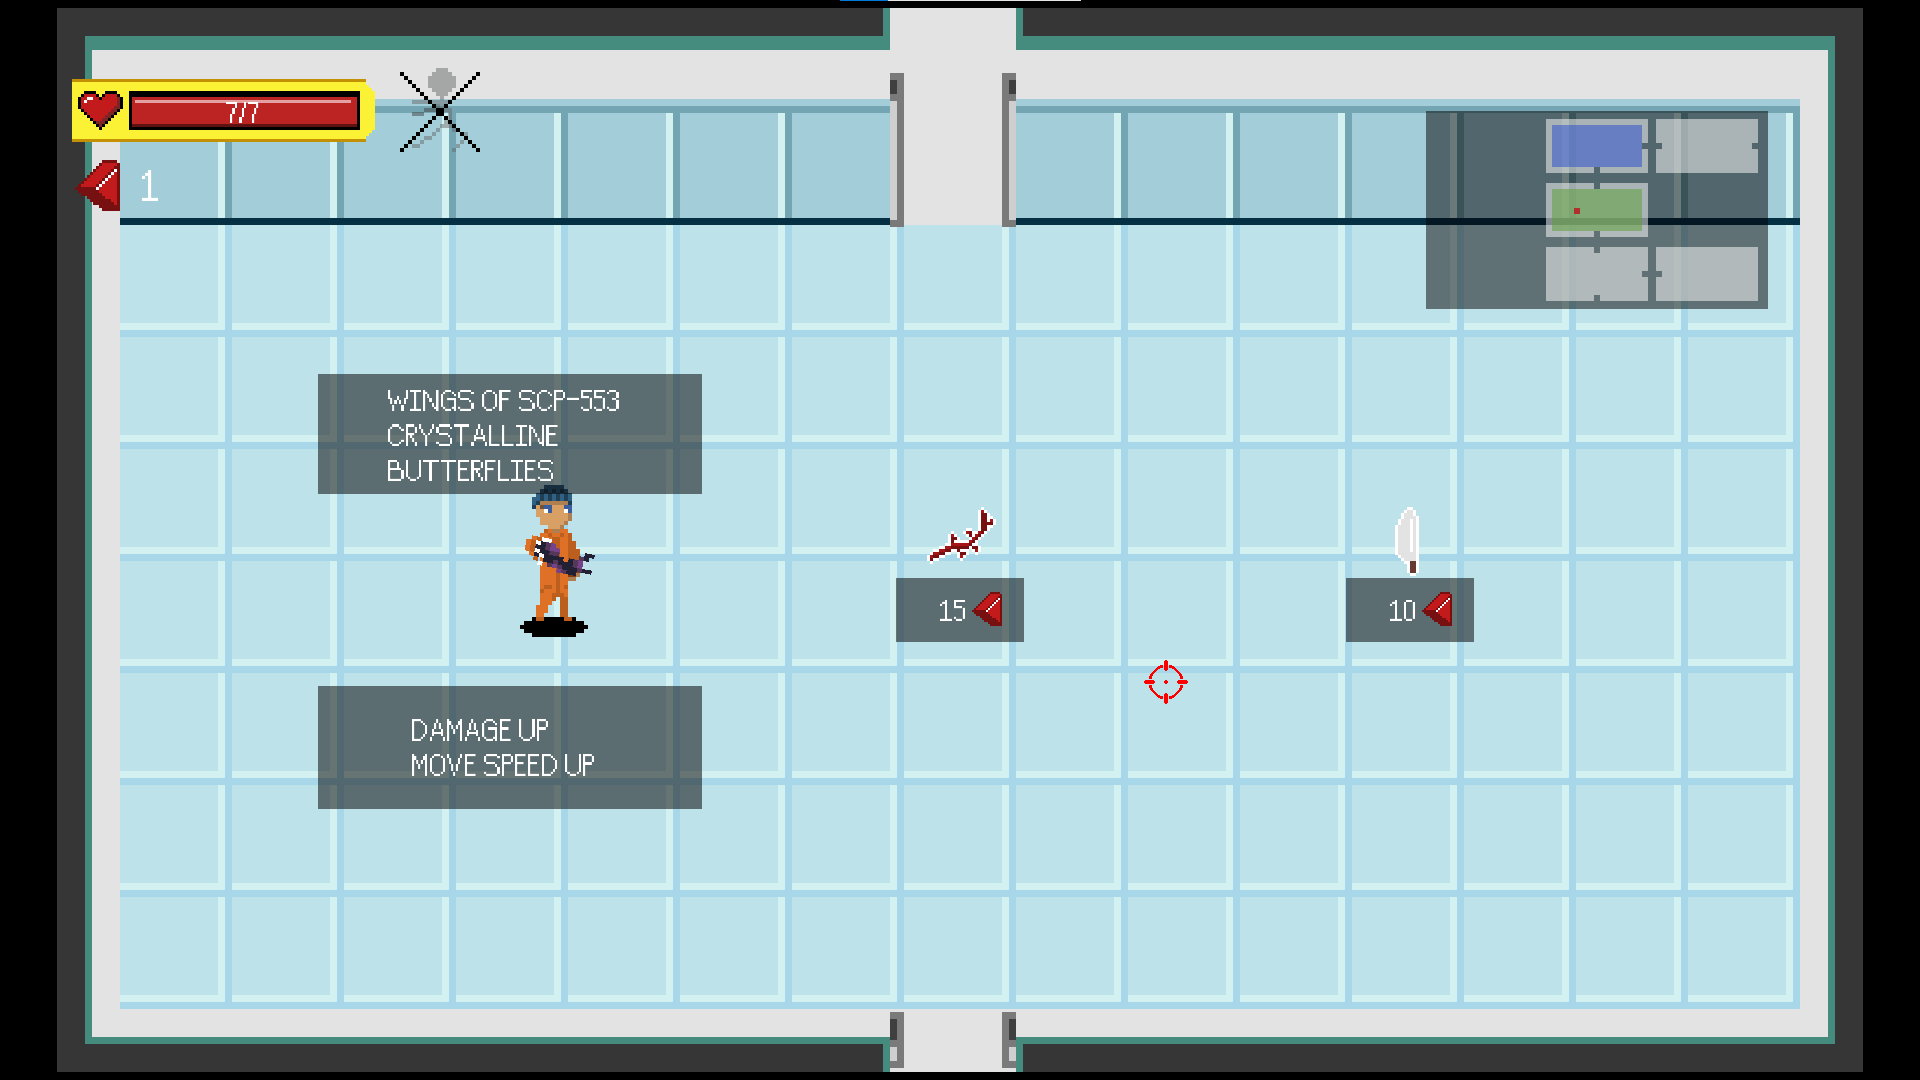 7/7
1
WINGS OF SCP-553
CRYSTALLINE
BUTTERFLIES
15
10
DAMAGE UP
MOVE SPEED UP